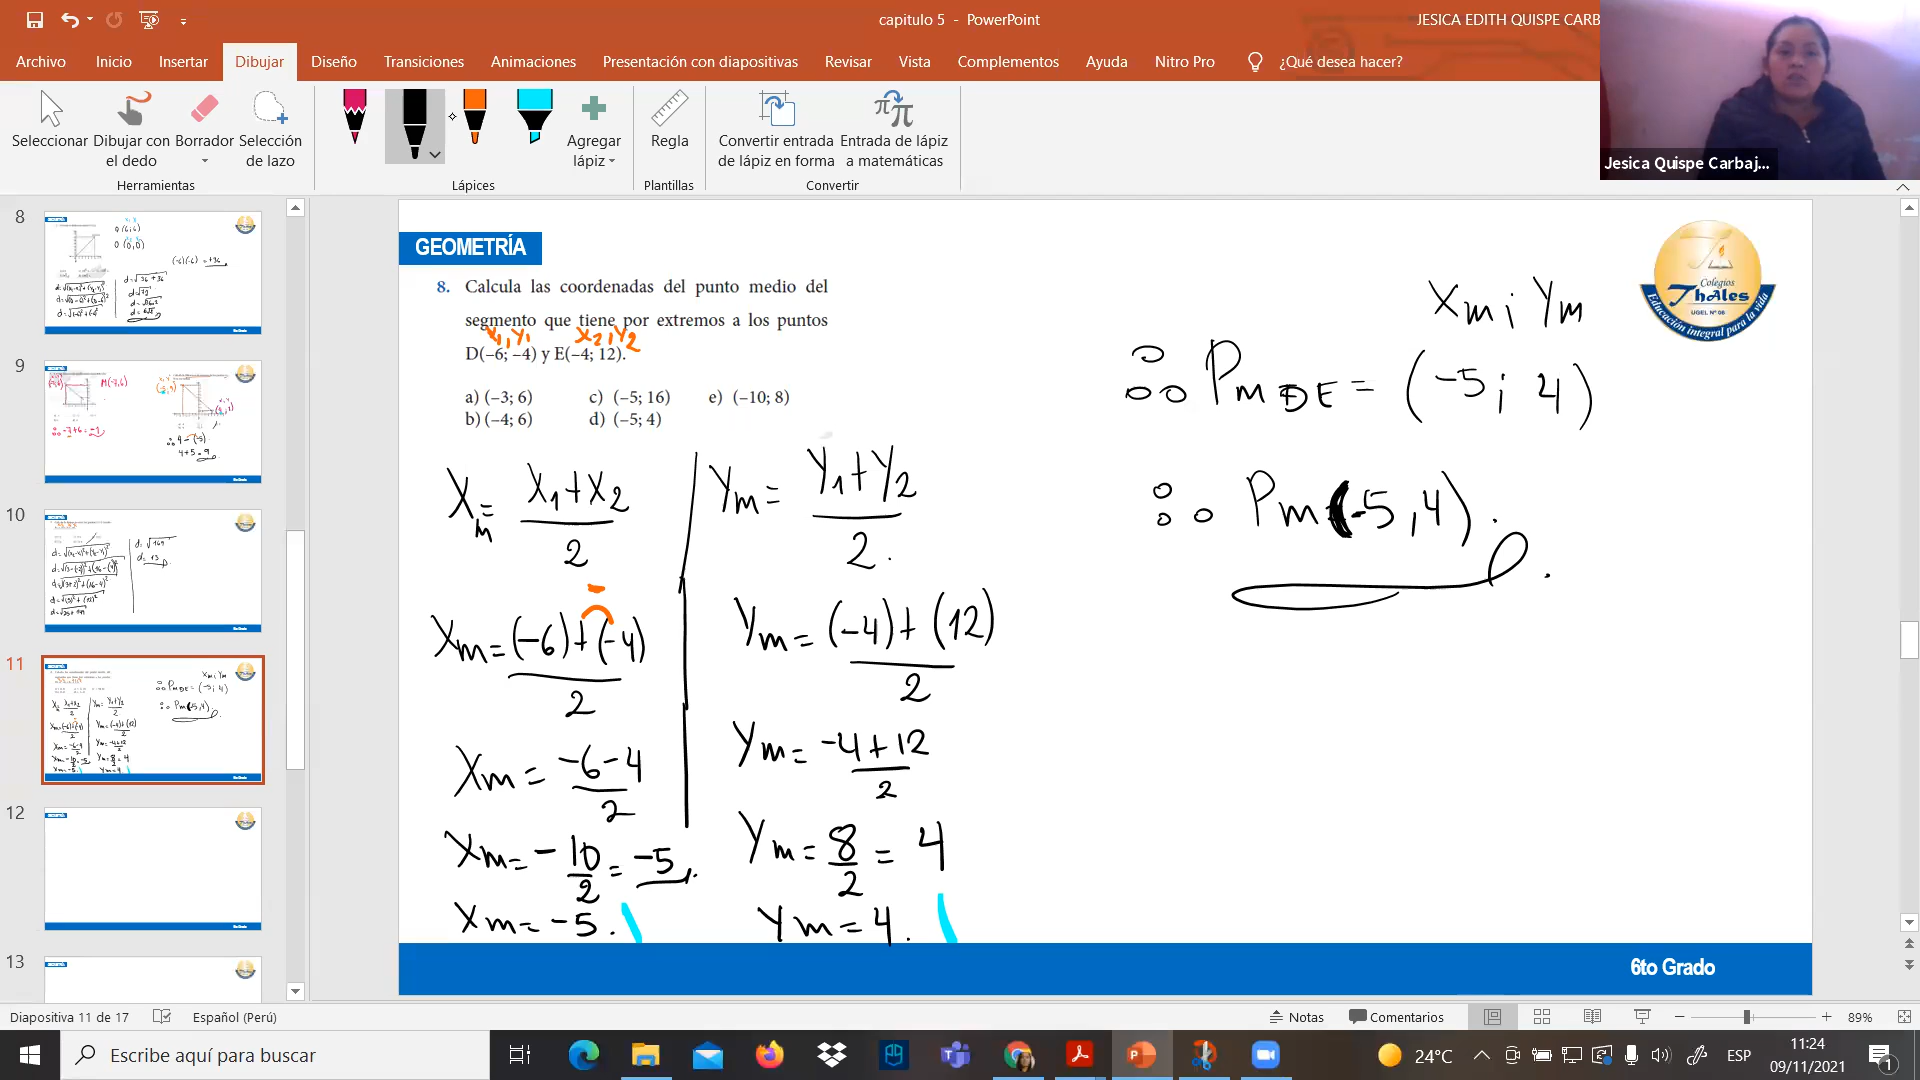 capitulo 5 - PowerPoint
JESICA EDITH QUISPE CARB
Archivo Inicio Insertar Dibujar Diseño Transiciones Animaciones Presentación con diapositivas Revisar Vista Complementos Ayuda Nitro Pro ¿Qué desea hacer?
Seleccionar
Dibujar con el dedo
Borrador
Selección de lazo
Agregar lápiz
Regla
Convertir entrada de lápiz en forma
Entrada de lápiz a matemáticas
Herramientas
Lápices
Plantillas
Convertir
Jesica Quispe Carbaj...
8
9
10
11
12
13
GEOMETRÍA
8. Calcula las coordenadas del punto medio del
segmento que tiene por extremos a los puntos
X1, Y1 X2, Y2
D(–6; –4) y E(–4; 12).
a) (–3; 6) c) (–5; 16) e) (–10; 8)
b) (–4; 6) d) (–5; 4)
Xm = X1+X2 / 2
Ym = Y1+Y2 / 2.
Xm = (-6)+(-4) / 2
Ym = (-4)+(12) / 2
Xm = -6-4 / 2
Ym = -4+12 / 2
Xm = -10/2 = -5
Ym = 8/2 = 4
Xm = -5.
Ym = 4.
Xm ; Ym
Pm DE = (-5; 4)
Pm(-5,4).
Colegios
Thales
UGEL Nº 06
Educación integral para la vida
6to Grado
Diapositiva 11 de 17
Español (Perú)
Notas
Comentarios
89%
Escribe aquí para buscar
24°C
ESP
11:24
09/11/2021
1